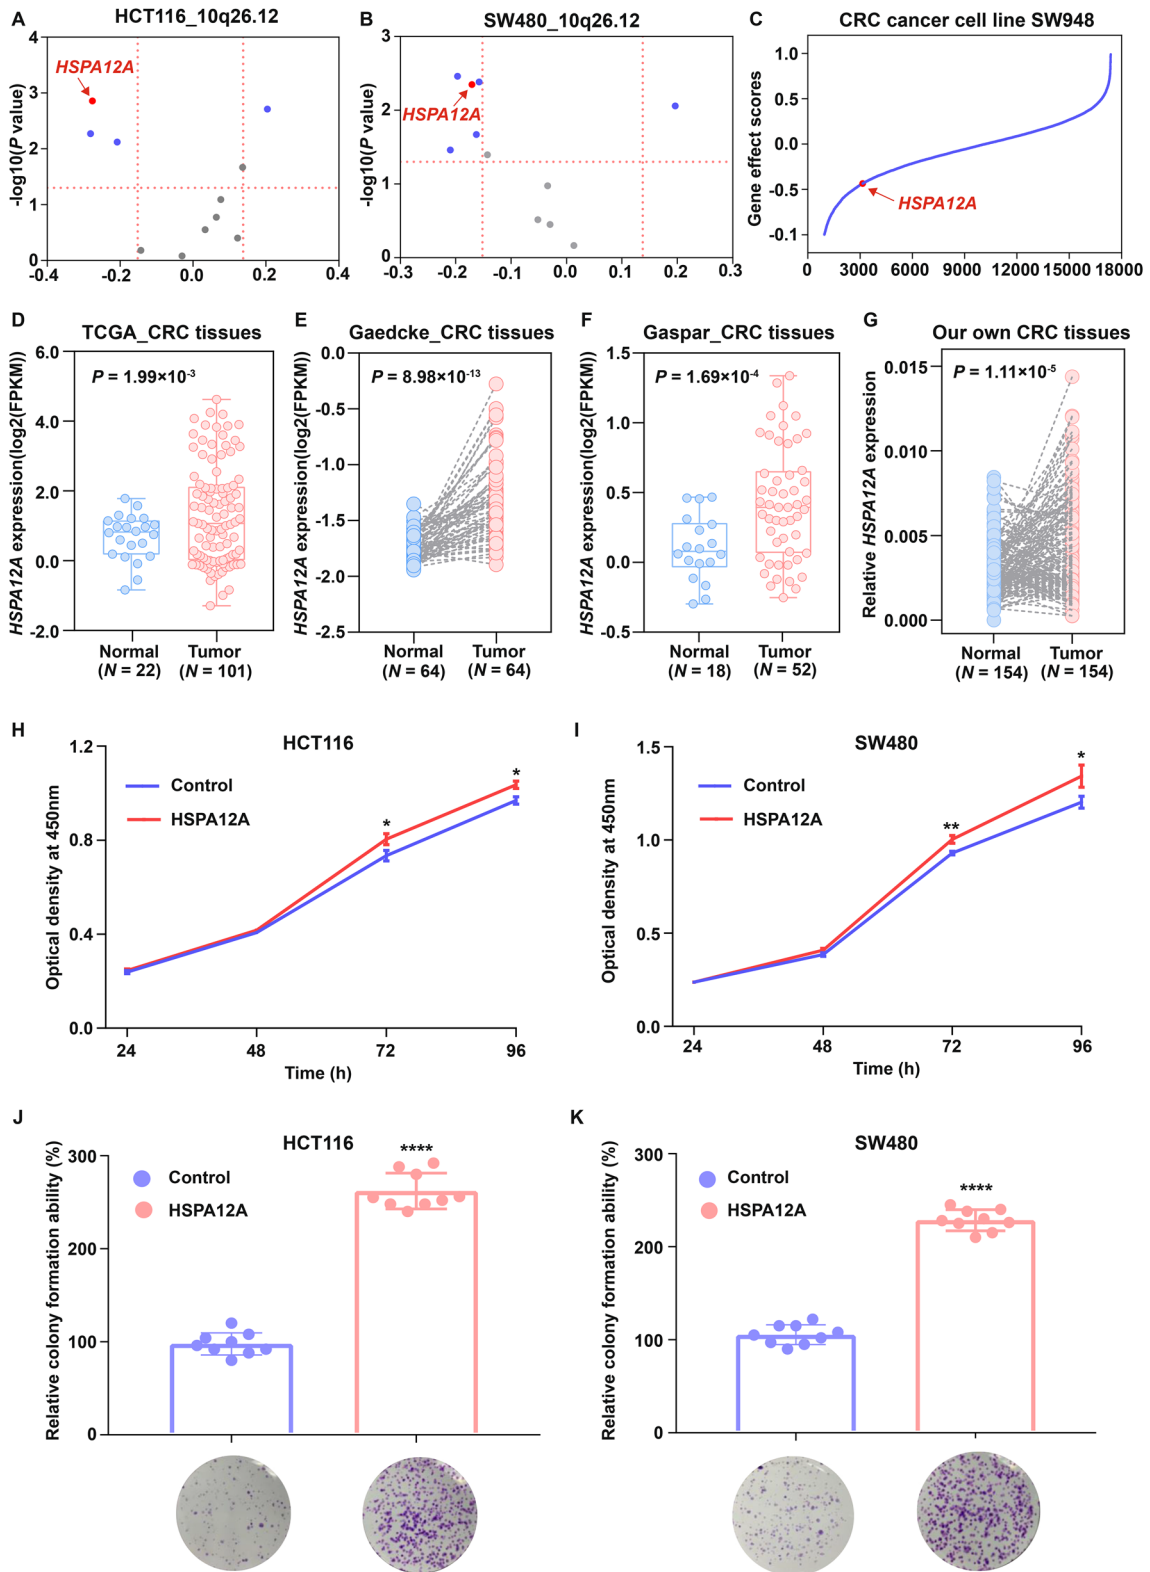 A
HCT116_10q26.12
-log10(P value)
4
3
2
1
0
HSPA12A
-0.4
-0.2
0.0
0.2
0.4
B
SW480_10q26.12
-log10(P value)
3
2
1
0
HSPA12A
-0.3
-0.2
-0.1
0.0
0.1
0.2
0.3
C
CRC cancer cell line SW948
Gene effect scores
1.0
0.5
0.0
-0.5
-0.1
HSPA12A
0
3000
6000
9000
12000
15000
18000
D
TCGA_CRC tissues
HSPA12A expression(log2(FPKM))
6.0
4.0
2.0
0.0
-2.0
P = 1.99×10-3
Normal
(N = 22)
Tumor
(N = 101)
E
Gaedcke_CRC tissues
HSPA12A expression(log2(FPKM))
0.0
-0.5
-1.0
-1.5
-2.0
-2.5
P = 8.98×10-13
Normal
(N = 64)
Tumor
(N = 64)
F
Gaspar_CRC tissues
HSPA12A expression(log2(FPKM))
1.5
1.0
0.5
0.0
-0.5
P = 1.69×10-4
Normal
(N = 18)
Tumor
(N = 52)
G
Our own CRC tissues
Relative HSPA12A expression
0.015
0.010
0.005
0.000
P = 1.11×10-5
Normal
(N = 154)
Tumor
(N = 154)
H
HCT116
Optical density at 450nm
1.2
0.8
0.4
0.0
Control
HSPA12A
*
*
24
48
72
96
Time (h)
I
SW480
Optical density at 450nm
1.5
1.0
0.5
0.0
Control
HSPA12A
**
*
24
48
72
96
Time (h)
J
HCT116
Relative colony formation ability (%)
300
200
100
0
Control
HSPA12A
****
K
SW480
Relative colony formation ability (%)
300
200
100
0
Control
HSPA12A
****